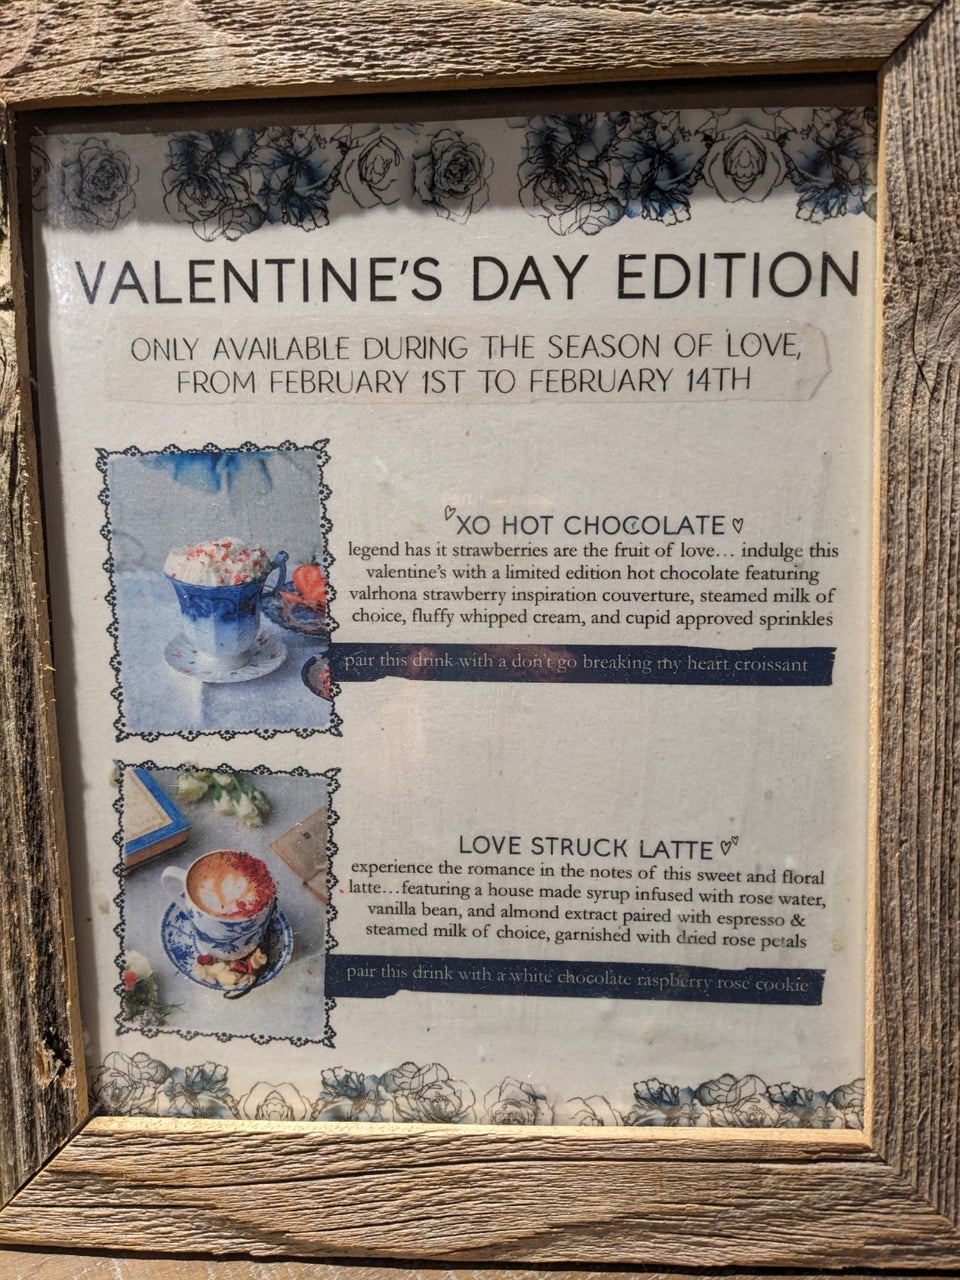 VALENTINE'S DAY EDITION
ONLY AVAILABLE DURING THE SEASON OF LOVE,
FROM FEBRUARY 1ST TO FEBRUARY 14TH
XO HOT CHOCOLATE
legend has it strawberries are the fruit of love... indulge this
valentine's with a limited edition hot chocolate featuring
valrhona strawberry inspiration couverture, steamed milk of
choice, fluffy whipped cream, and cupid approved sprinkles
pair this drink with a don't go breaking my heart croissant
LOVE STRUCK LATTE
experience the romance in the notes of this sweet and floral
latte...featuring a house made syrup infused with rose water,
vanilla bean, and almond extract paired with espresso &
steamed milk of choice, garnished with dried rose petals
pair this drink with a white chocolate raspberry rose cookie